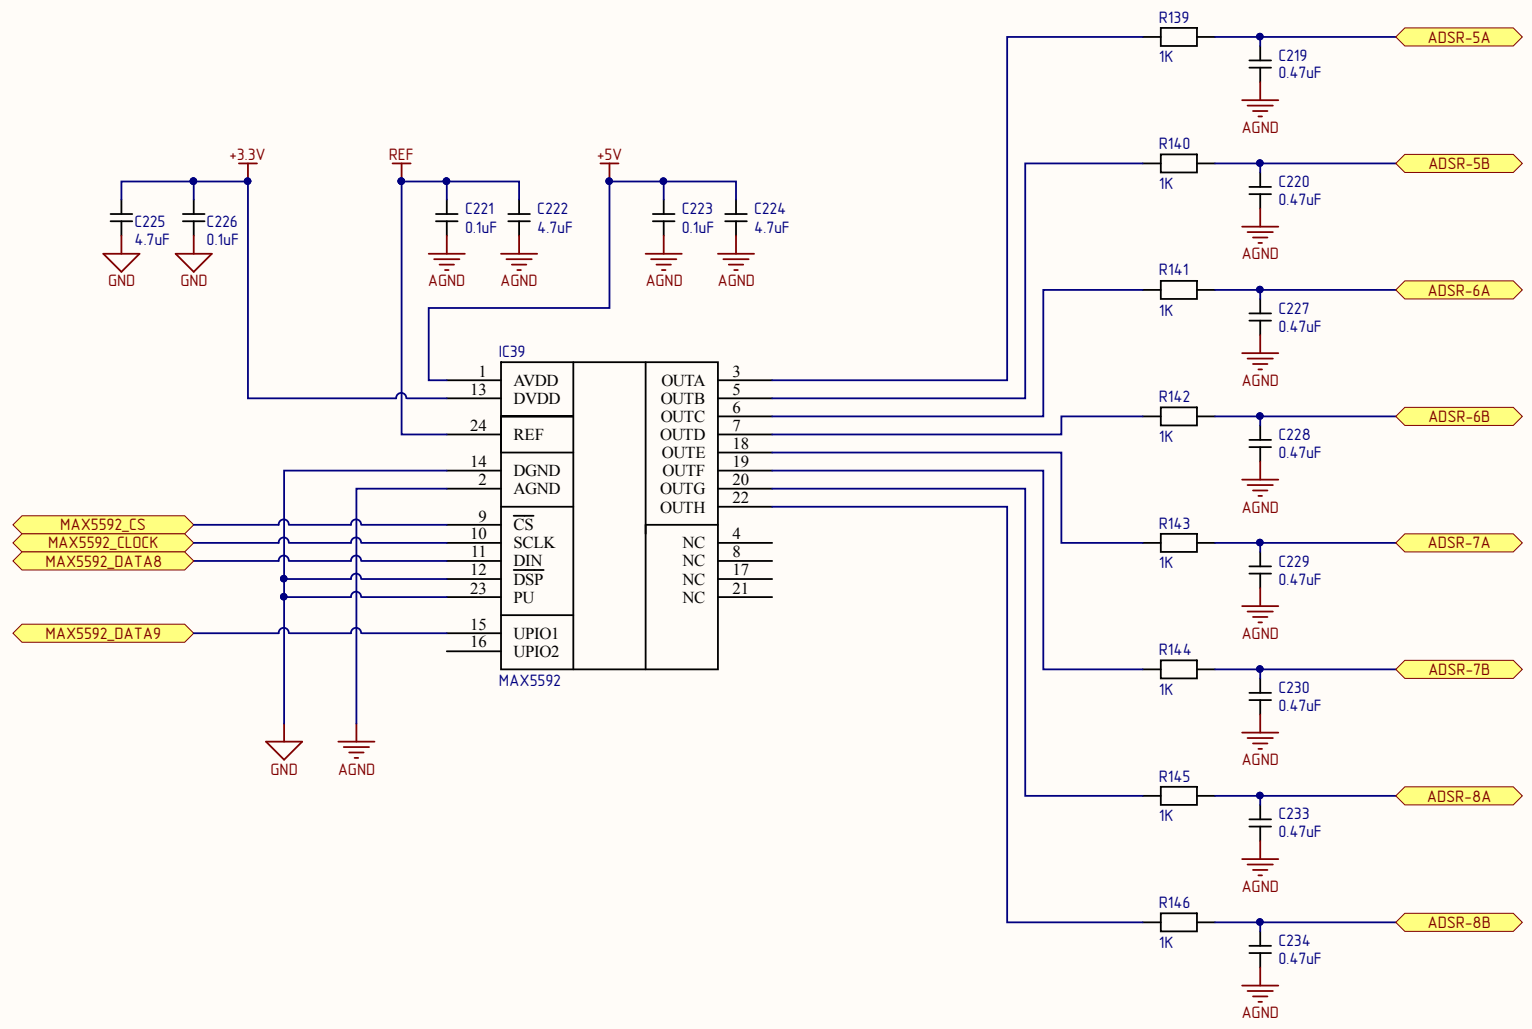 R139
1K
ADSR-5A
C219
0.47uF
AGND
R140
1K
ADSR-5B
C220
0.47uF
AGND
+3.3V
REF
+5V
C225
4.7uF
C226
0.1uF
GND
GND
C221
0.1uF
C222
4.7uF
AGND
AGND
C223
0.1uF
C224
4.7uF
AGND
AGND
R141
1K
ADSR-6A
C227
0.47uF
AGND
IC39
1 AVDD
13 DVDD
24 REF
14 DGND
2 AGND
MAX5592_CS 9 CS
MAX5592_CLOCK 10 SCLK
MAX5592_DATA8 11 DIN
12 DSP
23 PU
MAX5592_DATA9 15 UPIO1
16 UPIO2
OUTA 3
OUTB 5
OUTC 6
OUTD 7
OUTE 18
OUTF 19
OUTG 20
OUTH 22
NC 4
NC 8
NC 17
NC 21
MAX5592
GND
AGND
R142
1K
ADSR-6B
C228
0.47uF
AGND
R143
1K
ADSR-7A
C229
0.47uF
AGND
R144
1K
ADSR-7B
C230
0.47uF
AGND
R145
1K
ADSR-8A
C233
0.47uF
AGND
R146
1K
ADSR-8B
C234
0.47uF
AGND